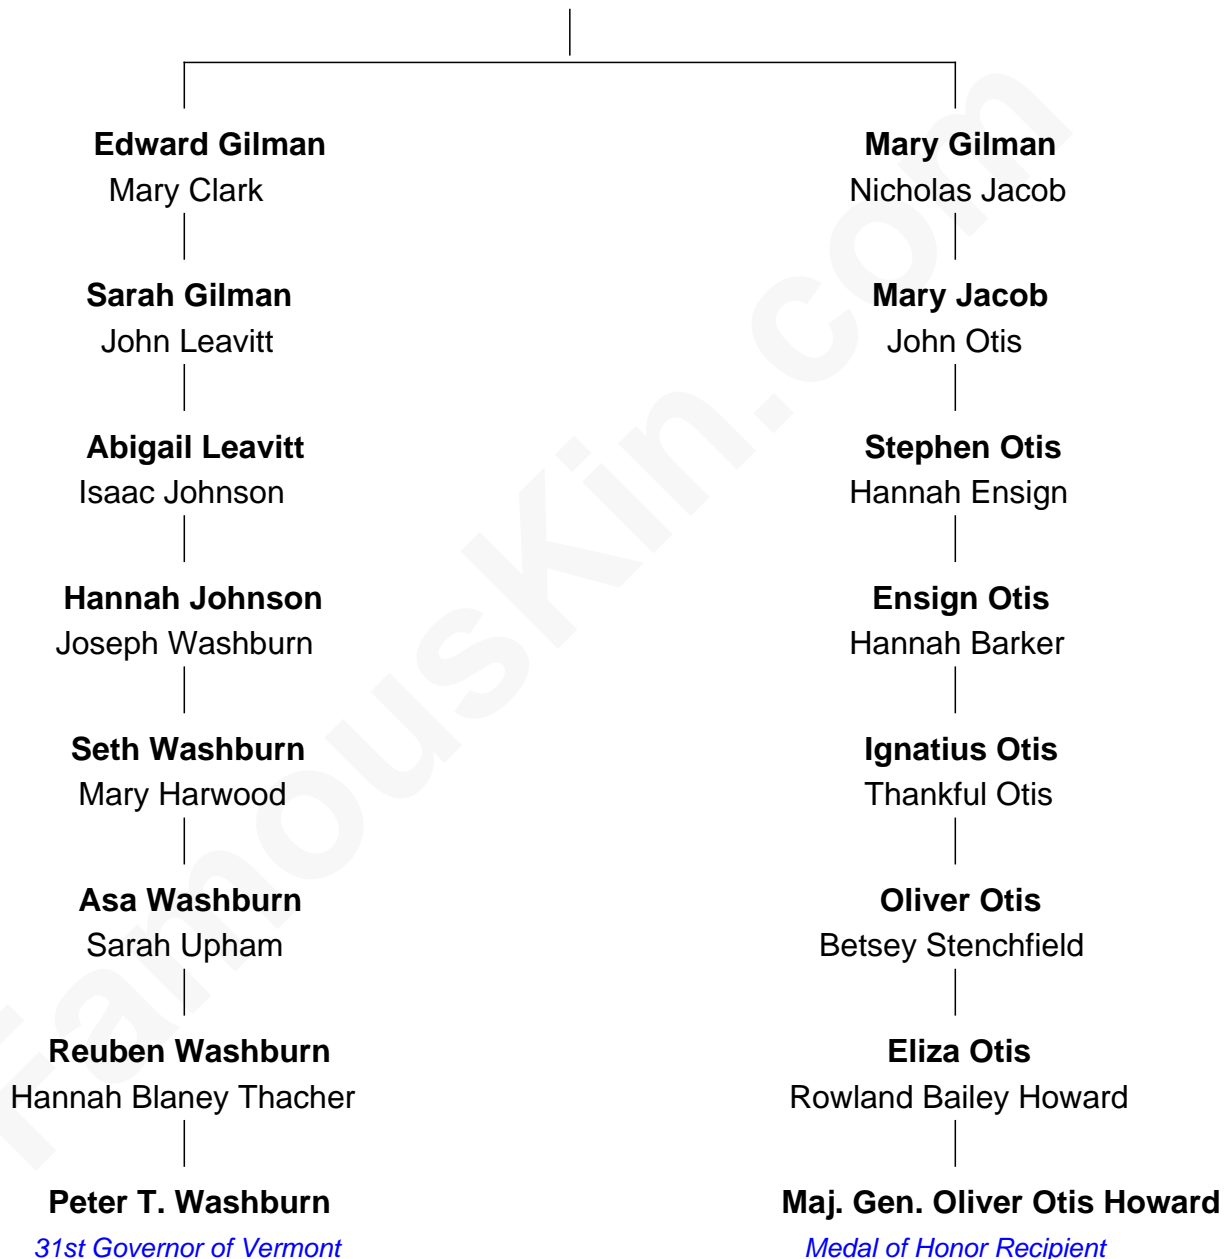 Edward Gilman
Mary Clark
Sarah Gilman
John Leavitt
Abigail Leavitt
Isaac Johnson
Hannah Johnson
Joseph Washburn
Seth Washburn
Mary Harwood
Asa Washburn
Sarah Upham
Reuben Washburn
Hannah Blaney Thacher
Peter T. Washburn
31st Governor of Vermont
Mary Gilman
Nicholas Jacob
Mary Jacob
John Otis
Stephen Otis
Hannah Ensign
Ensign Otis
Hannah Barker
Ignatius Otis
Thankful Otis
Oliver Otis
Betsey Stenchfield
Eliza Otis
Rowland Bailey Howard
Maj. Gen. Oliver Otis Howard
Medal of Honor Recipient
FamousKin.com